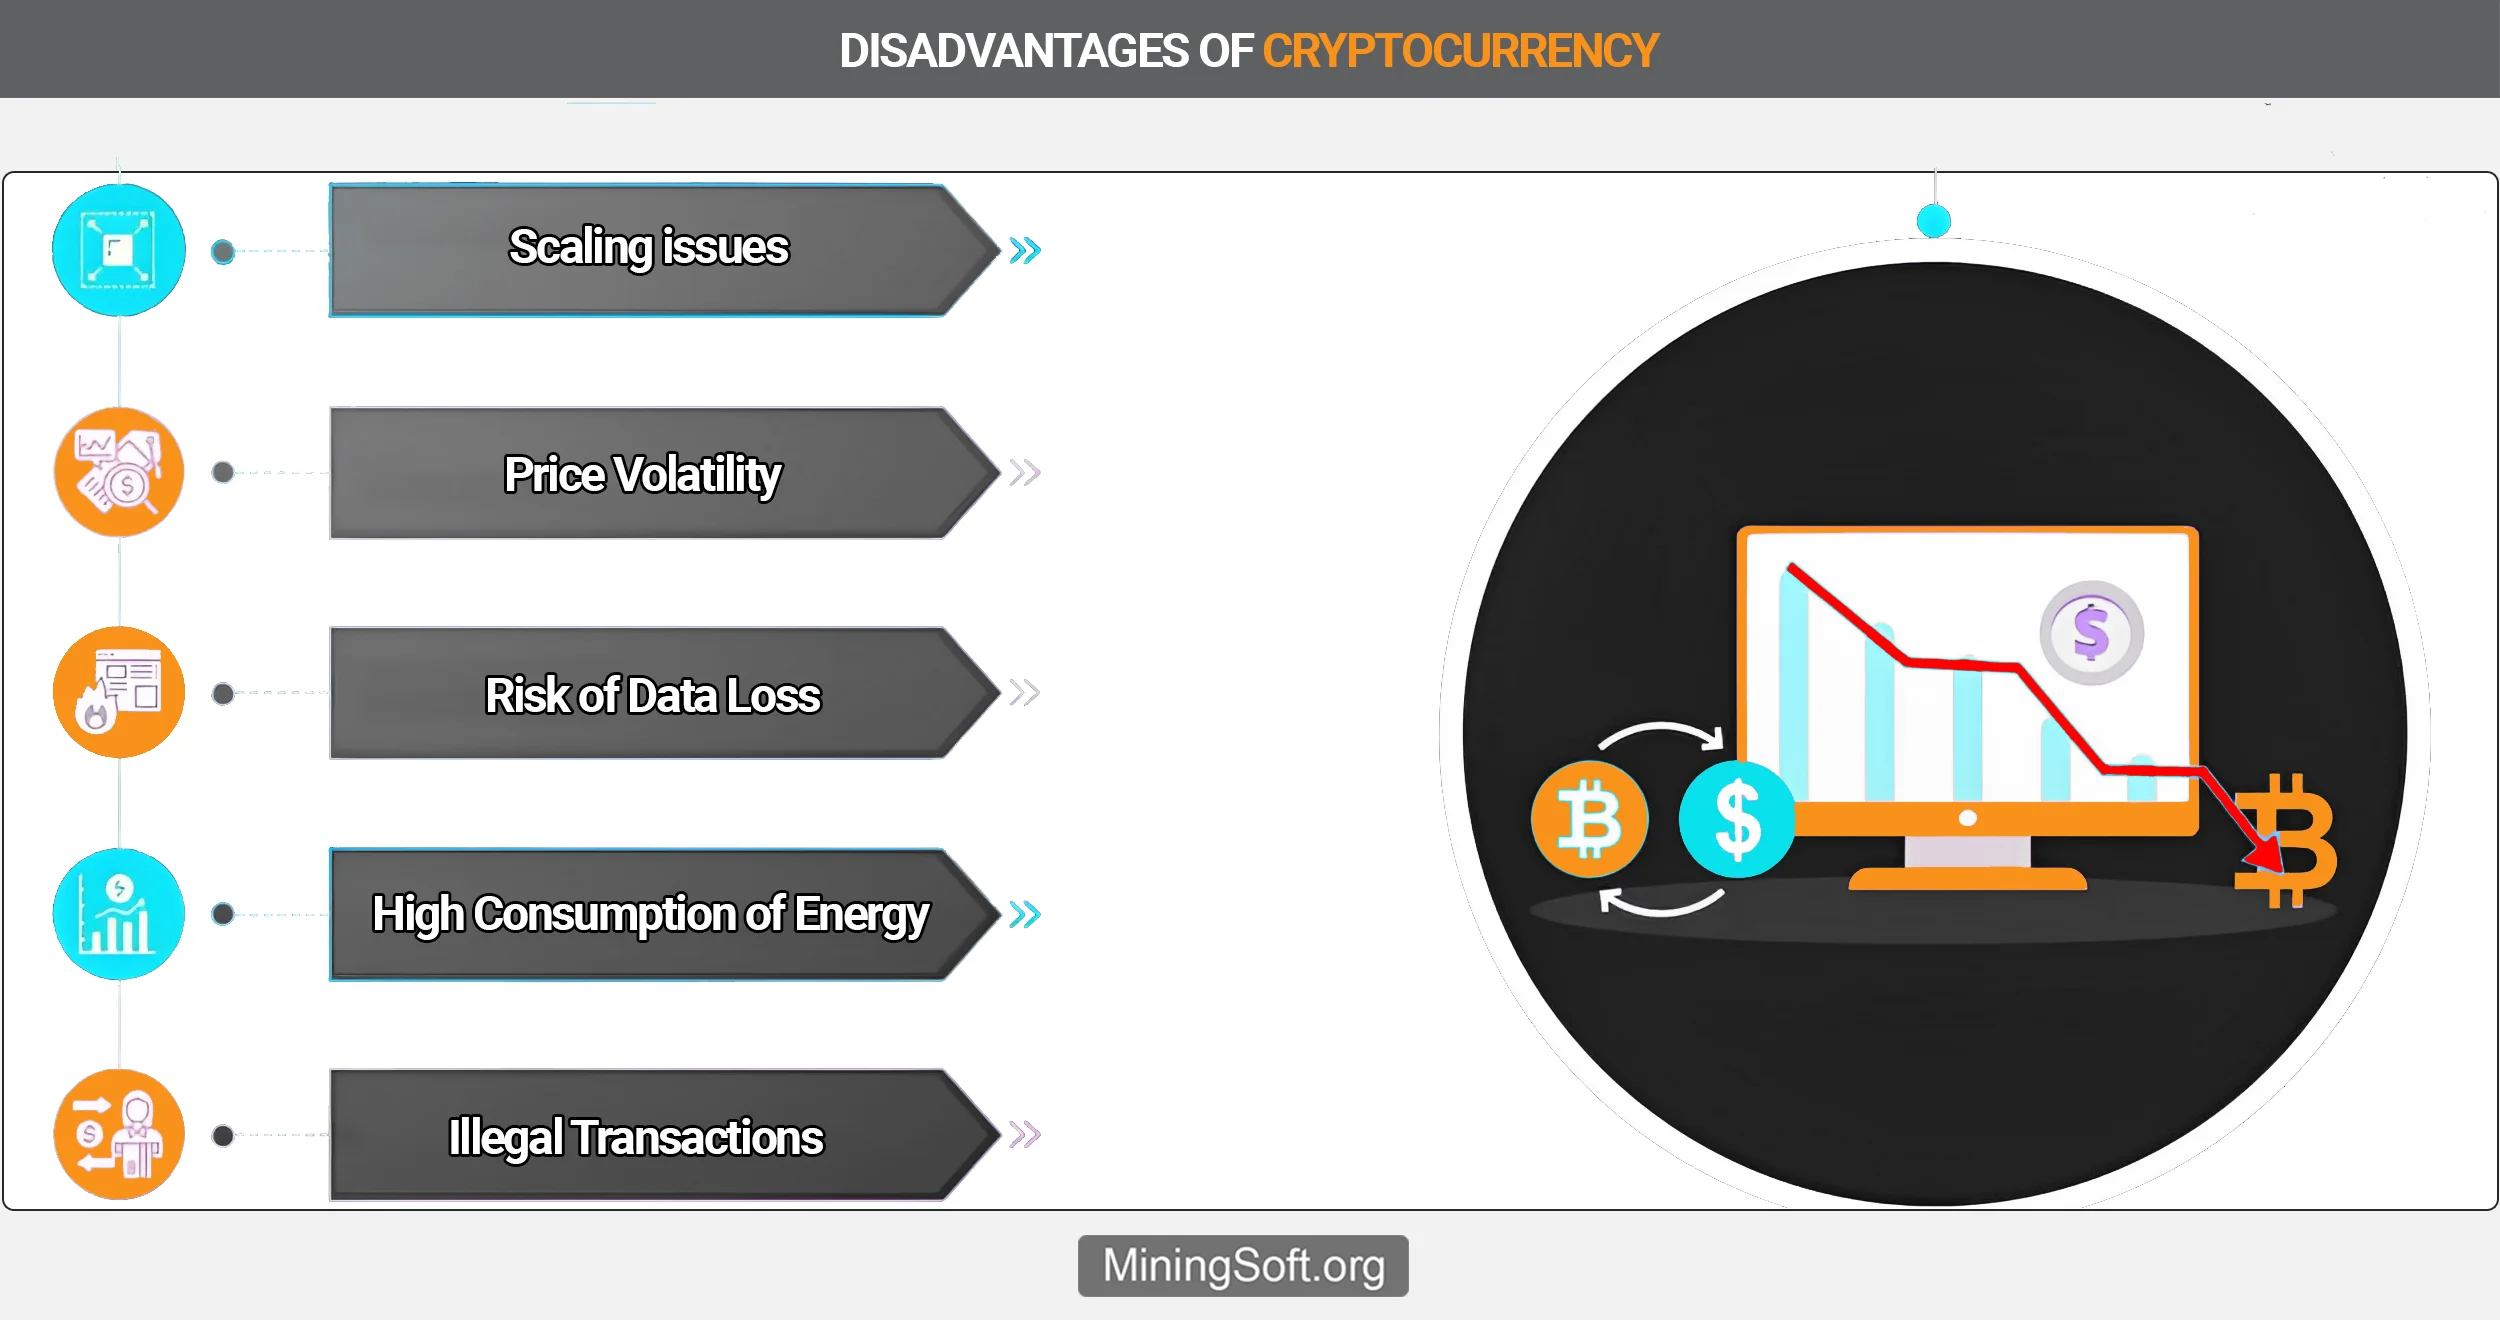 DISADVANTAGES OF CRYPTOCURRENCY
Scaling issues
Price Volatility
Risk of Data Loss
High Consumption of Energy
Illegal Transactions
MiningSoft.org